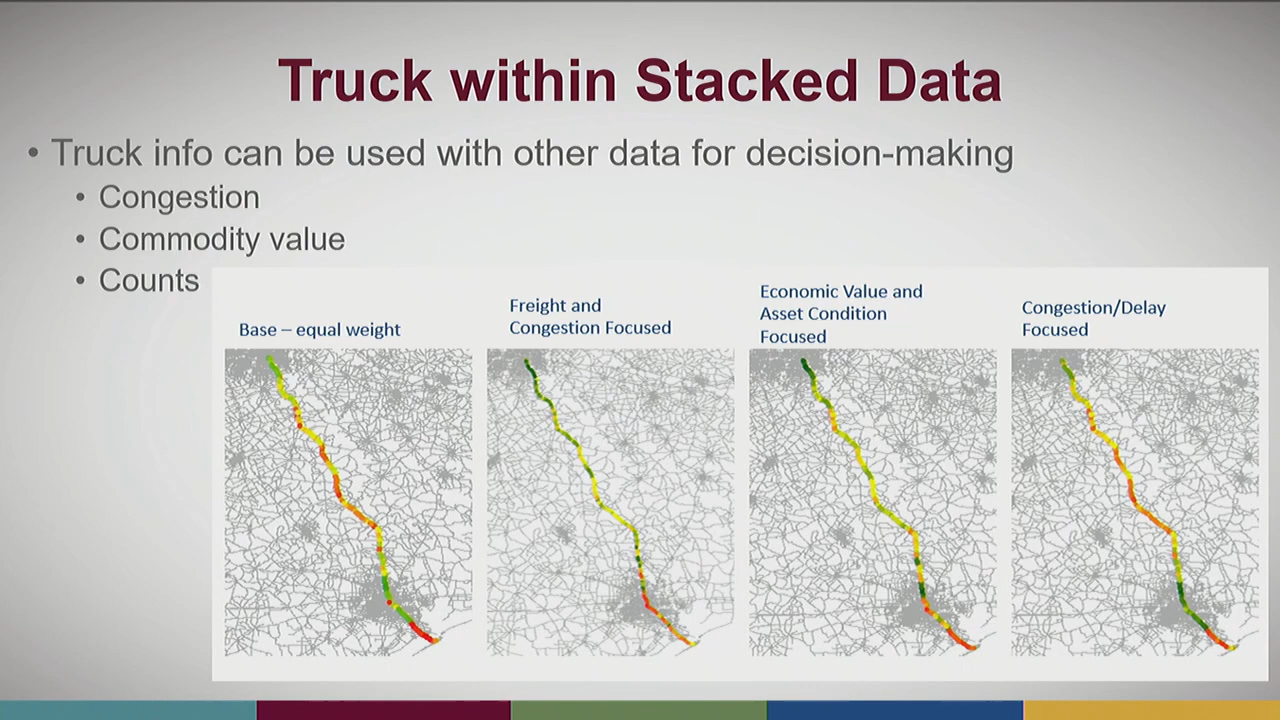 Truck within Stacked Data
• Truck info can be used with other data for decision-making
• Congestion
• Commodity value
• Counts
Base – equal weight
Freight and
Congestion Focused
Economic Value and
Asset Condition
Focused
Congestion/Delay
Focused